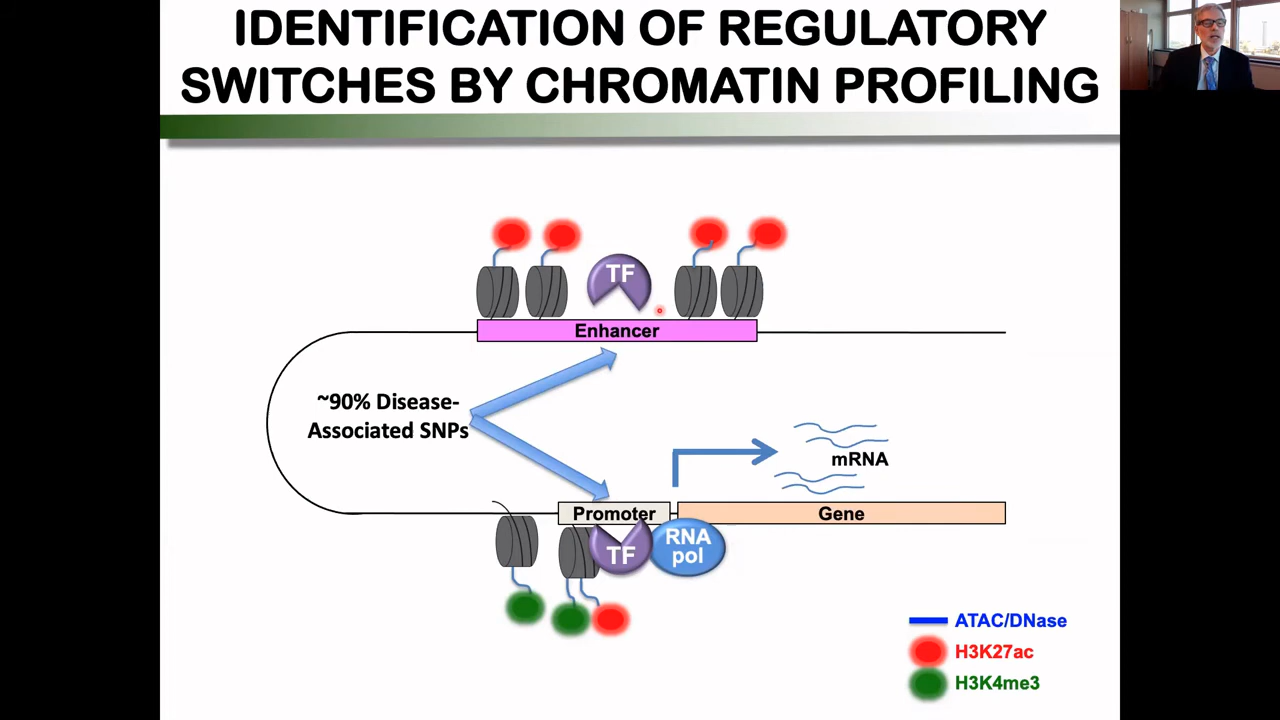 IDENTIFICATION OF REGULATORY
SWITCHES BY CHROMATIN PROFILING
TF
Enhancer
~90% Disease-
Associated SNPs
mRNA
Promoter
Gene
TF
RNA
pol
ATAC/DNase
H3K27ac
H3K4me3